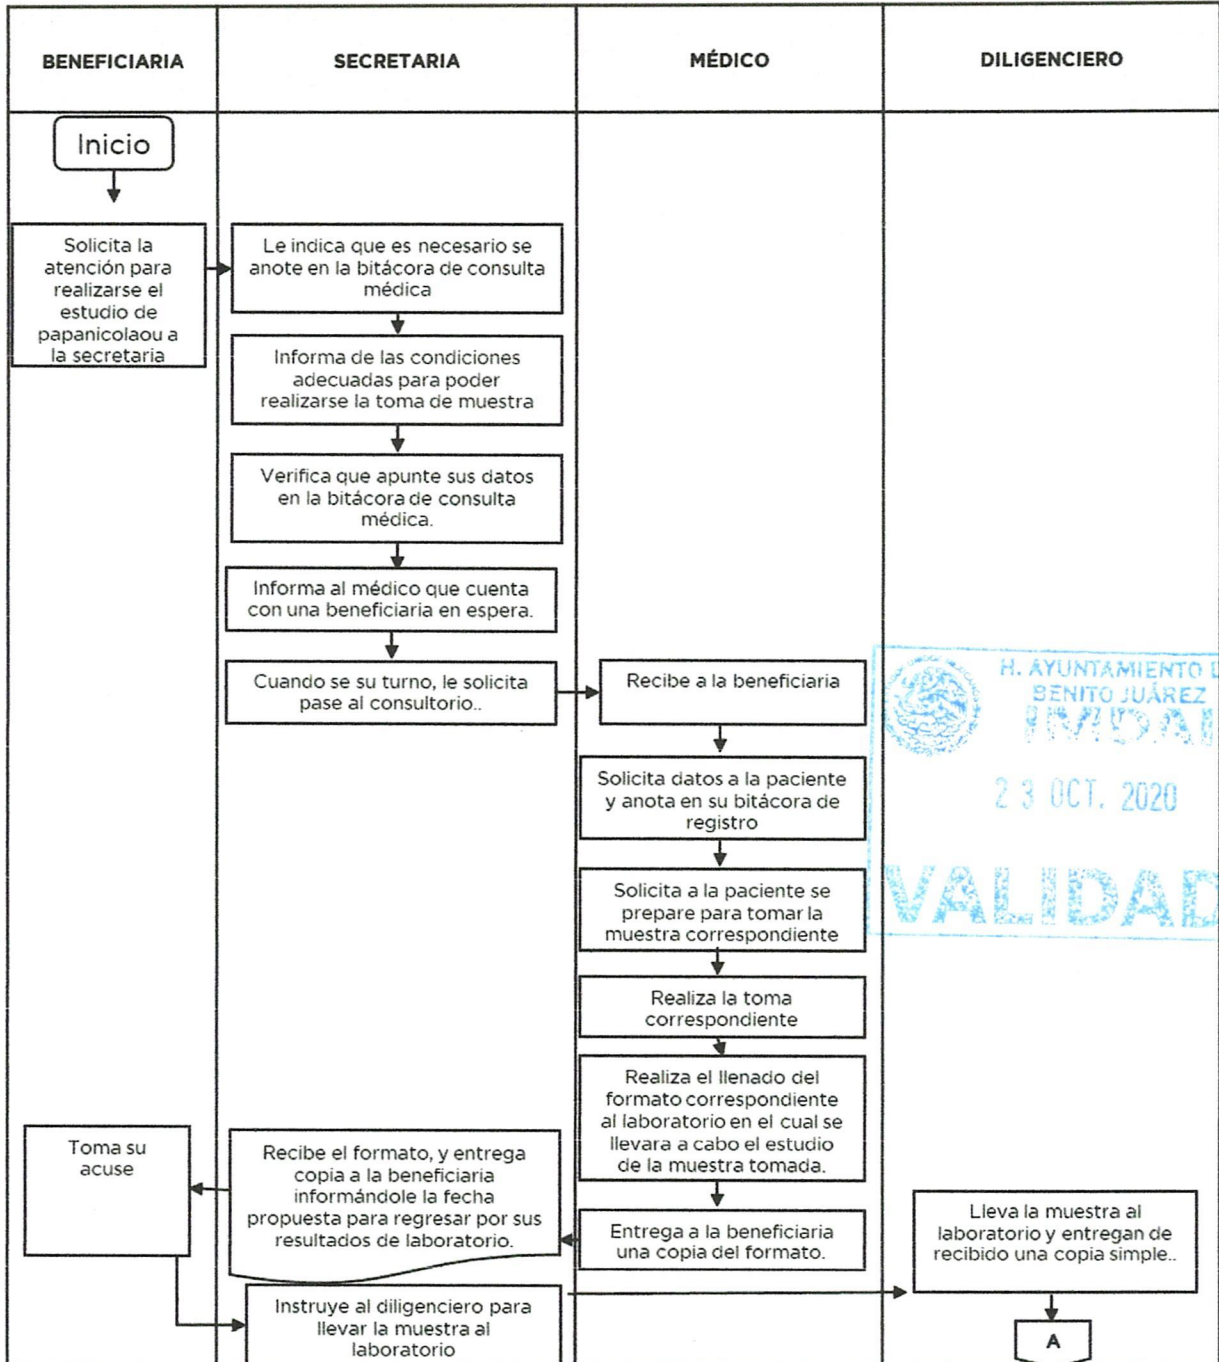 BENEFICIARIA
SECRETARIA
MÉDICO
DILIGENCIERO
Inicio
Solicita la
atención para
realizarse el
estudio de
papanicolaou a
la secretaria
Le indica que es necesario se
anote en la bitácora de consulta
médica
Informa de las condiciones
adecuadas para poder
realizarse la toma de muestra
Verifica que apunte sus datos
en la bitácora de consulta
médica.
Informa al médico que cuenta
con una beneficiaria en espera.
Cuando se su turno, le solicita
pase al consultorio..
Recibe a la beneficiaria
Solicita datos a la paciente
y anota en su bitácora de
registro
Solicita a la paciente se
prepare para tomar la
muestra correspondiente
Realiza la toma
correspondiente
Realiza el llenado del
formato correspondiente
al laboratorio en el cual se
llevara a cabo el estudio
de la muestra tomada.
Entrega a la beneficiaria
una copia del formato.
Recibe el formato, y entrega
copia a la beneficiaria
informándole la fecha
propuesta para regresar por sus
resultados de laboratorio.
Toma su
acuse
Instruye al diligenciero para
llevar la muestra al
laboratorio
Lleva la muestra al
laboratorio y entregan de
recibido una copia simple..
A
H. AYUNTAMIENTO
BENITO JUÁREZ
23 OCT. 2020
VALIDAD